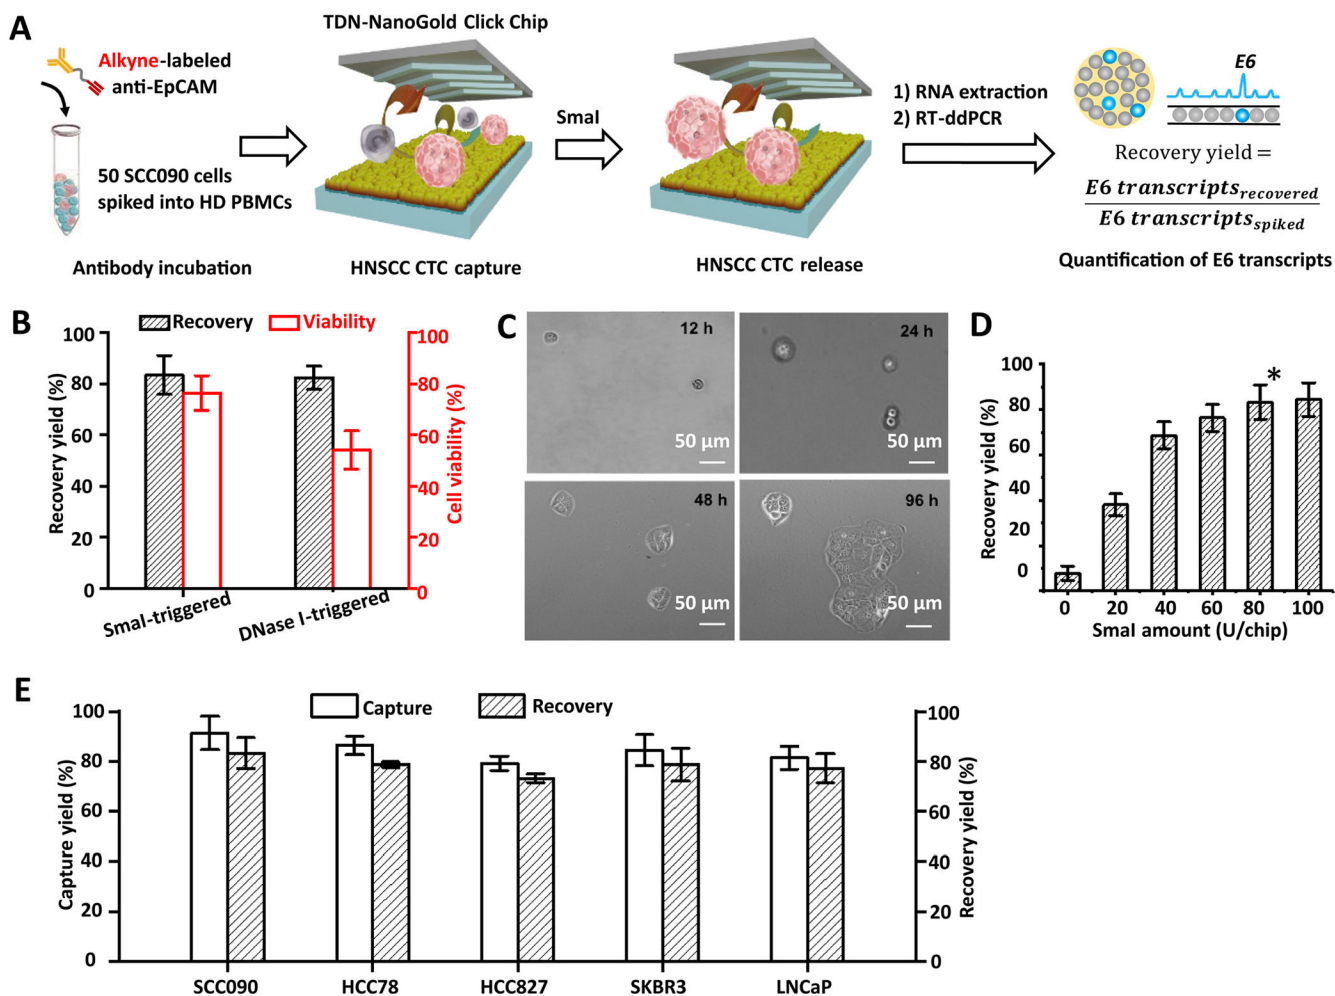 A
TDN-NanoGold Click Chip
Alkyne-labeled
anti-EpCAM
50 SCC090 cells
spiked into HD PBMCs
Antibody incubation
HNSCC CTC capture
SmaI
HNSCC CTC release
1) RNA extraction
2) RT-ddPCR
E6
Recovery yield =
E6 transcripts recovered
E6 transcripts spiked
Quantification of E6 transcripts
B
Recovery
Viability
100
80
60
40
20
0
Recovery yield (%)
100
80
60
40
20
0
Cell viability (%)
SmaI-triggered
DNase I-triggered
C
12 h
50 μm
24 h
50 μm
48 h
50 μm
96 h
50 μm
D
100
80
60
40
20
0
Recovery yield (%)
*
0 20 40 60 80 100
SmaI amount (U/chip)
E
Capture
Recovery
100
80
60
40
20
0
Capture yield (%)
100
80
60
40
20
0
Recovery yield (%)
SCC090 HCC78 HCC827 SKBR3 LNCaP